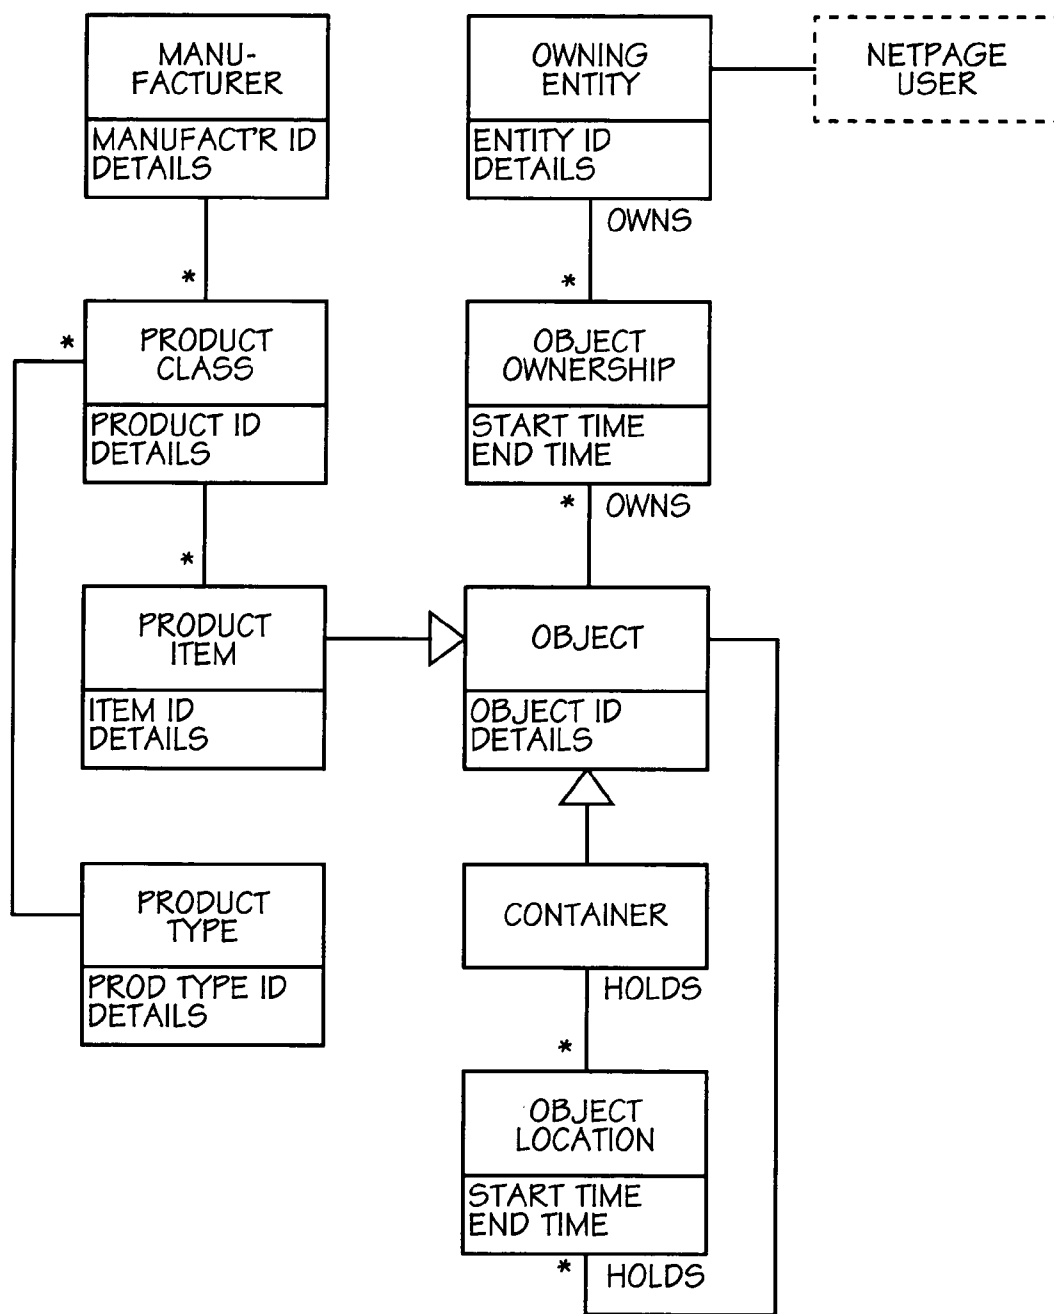 MANU-
FACTURER
MANUFACT'R ID
DETAILS
OWNING
ENTITY
ENTITY ID
DETAILS
NETPAGE
USER
OWNS
*
*
*
PRODUCT
CLASS
PRODUCT ID
DETAILS
OBJECT
OWNERSHIP
START TIME
END TIME
* OWNS
*
PRODUCT
ITEM
ITEM ID
DETAILS
OBJECT
OBJECT ID
DETAILS
PRODUCT
TYPE
PROD TYPE ID
DETAILS
CONTAINER
HOLDS
*
OBJECT
LOCATION
START TIME
END TIME
* HOLDS